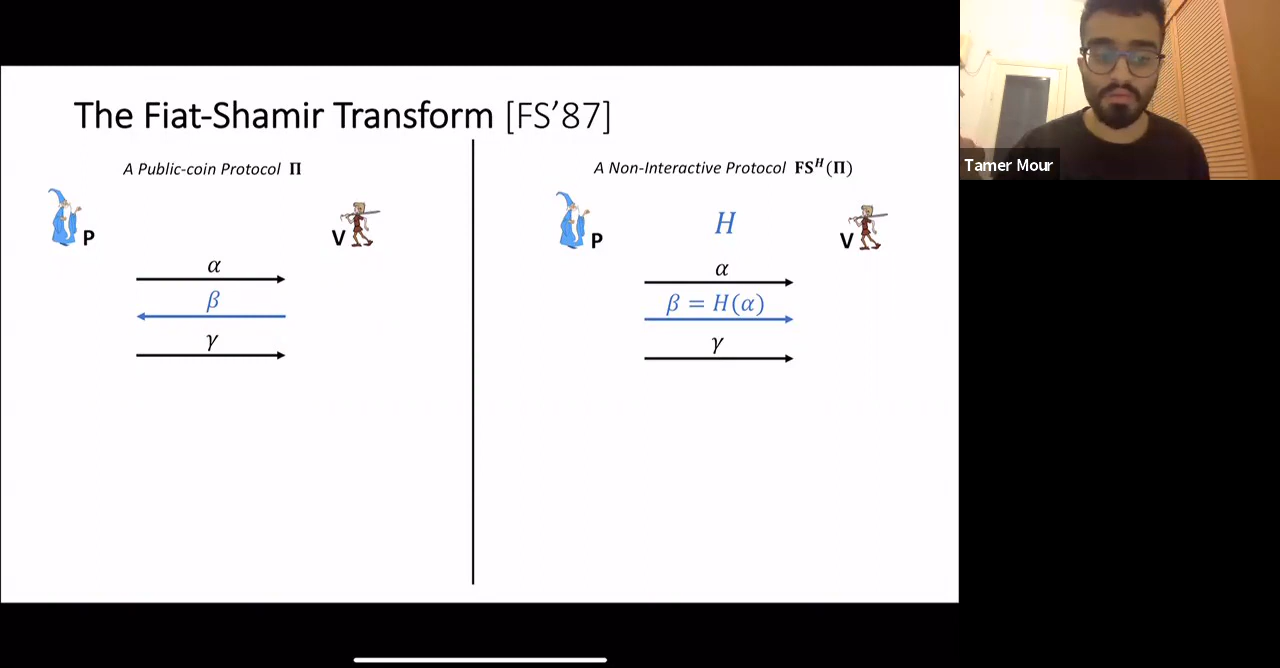 The Fiat-Shamir Transform [FS'87]
A Public-coin Protocol Π
P
V
α
β
γ
A Non-Interactive Protocol FS^H(Π)
P
H
V
α
β = H(α)
γ
Tamer Mour